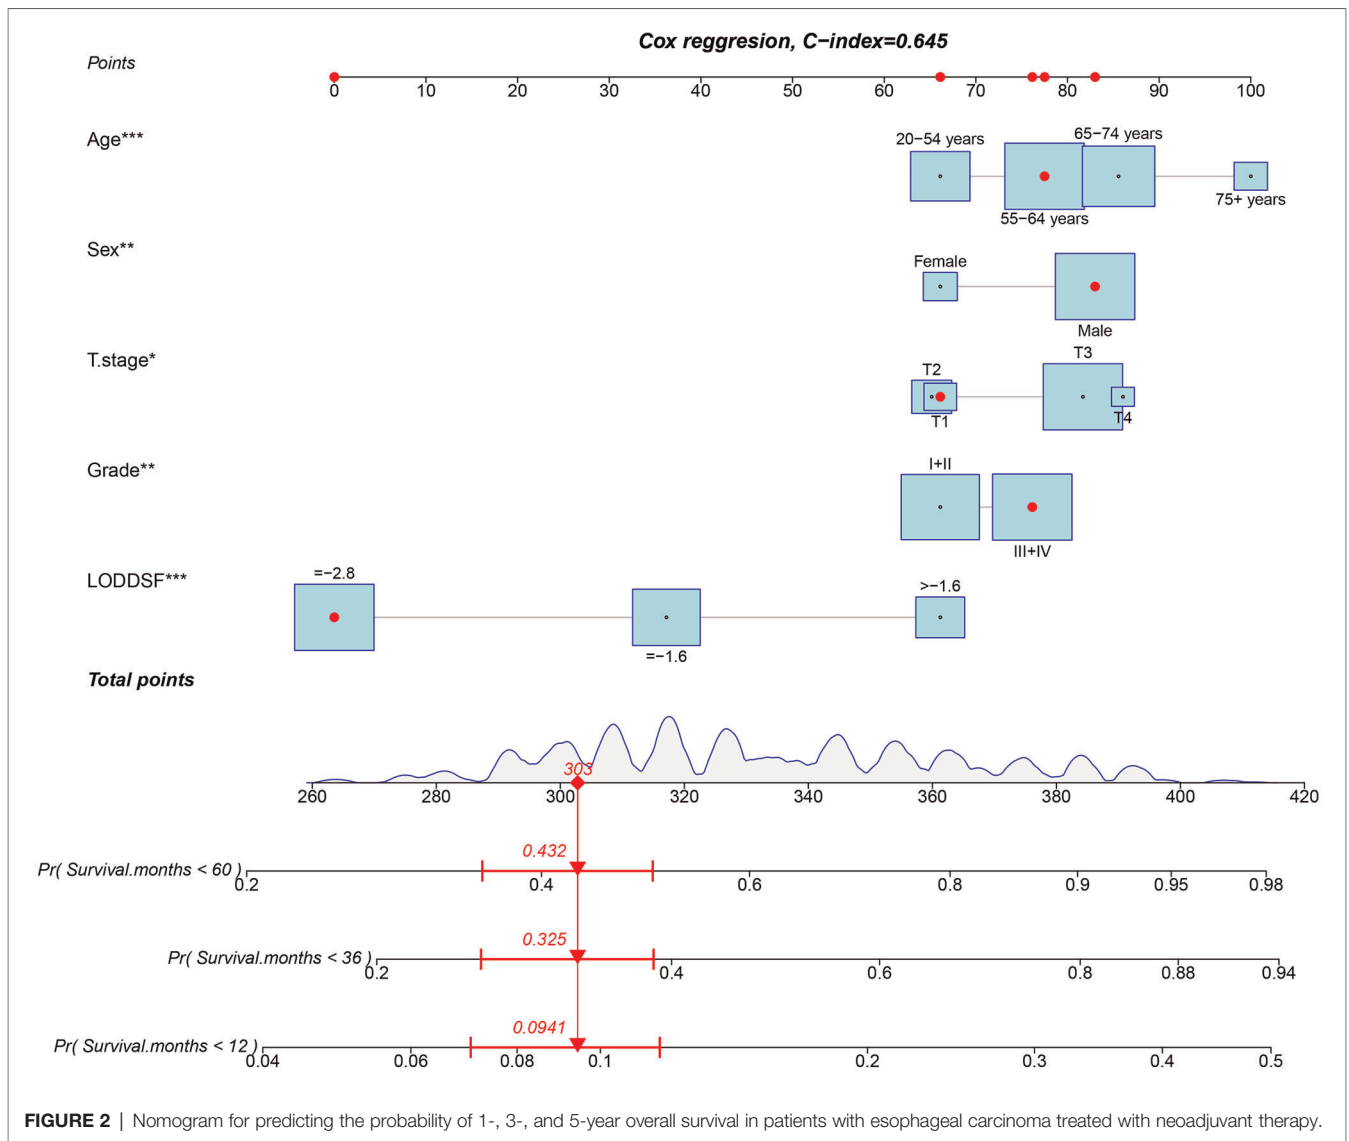 Cox reggresion, C−index=0.645
Points
0 10 20 30 40 50 60 70 80 90 100
Age***
20−54 years
65−74 years
55−64 years
75+ years
Sex**
Female
Male
T.stage*
T2
T3
T1
T4
Grade**
I+II
III+IV
LODDSF***
=−2.8
>−1.6
=−1.6
Total points
303
260 280 300 320 340 360 380 400 420
0.432
Pr( Survival.months < 60 )
0.2 0.4 0.6 0.8 0.9 0.95 0.98
0.325
Pr( Survival.months < 36 )
0.2 0.4 0.6 0.8 0.88 0.94
0.0941
Pr( Survival.months < 12 )
0.04 0.06 0.08 0.1 0.2 0.3 0.4 0.5
FIGURE 2 | Nomogram for predicting the probability of 1-, 3-, and 5-year overall survival in patients with esophageal carcinoma treated with neoadjuvant therapy.